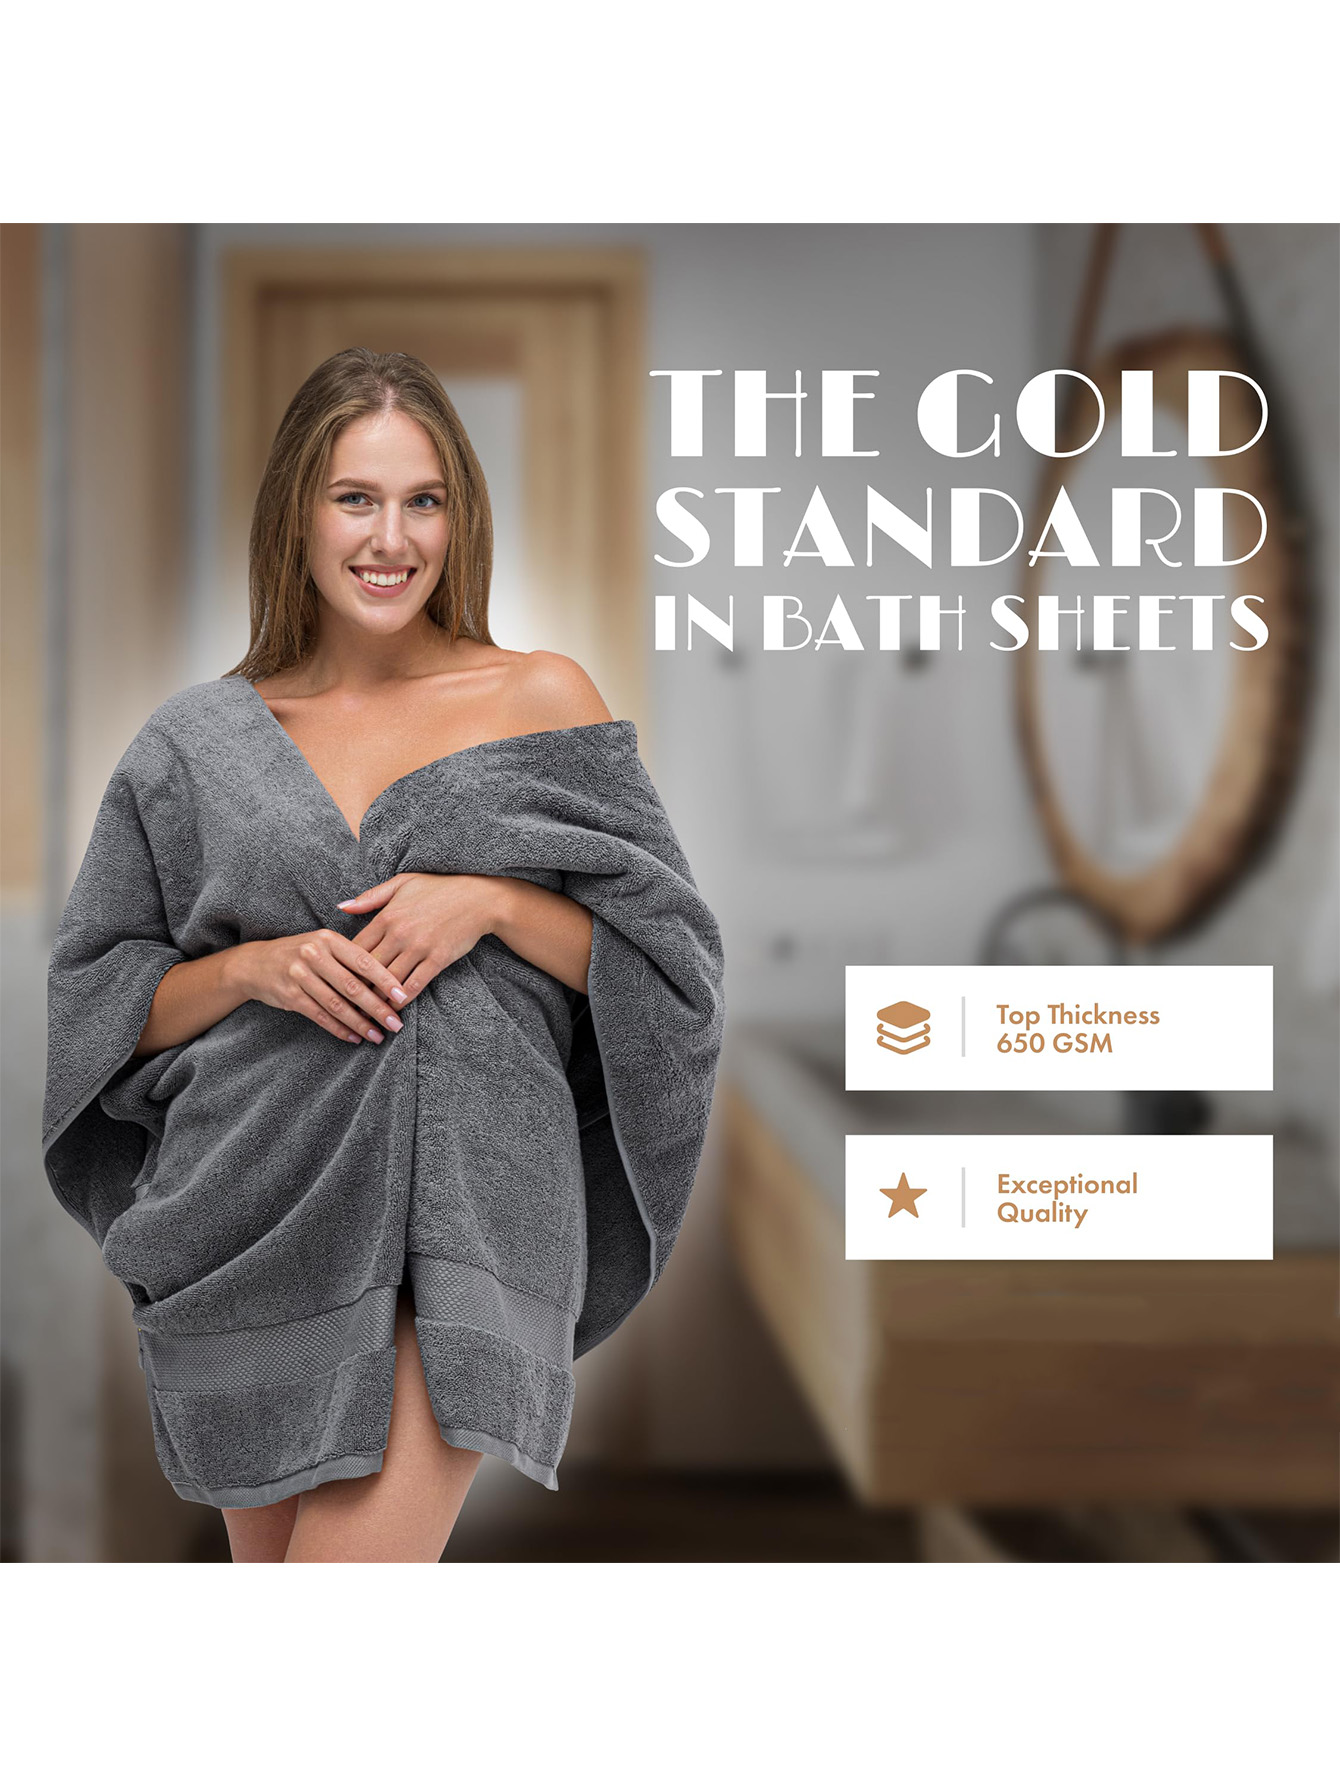 THE GOLD
STANDARD
IN BATH SHEETS
Top Thickness
650 GSM
Exceptional
Quality